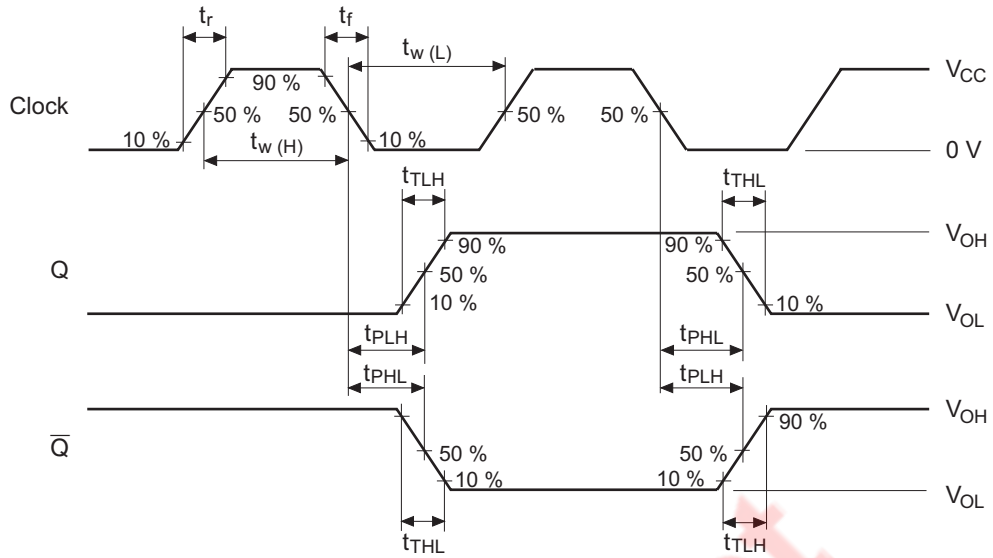 tr tf
tw (L)
90 % VCC
Clock 50 % 50 % 50 % 50 %
10 % tw (H) 10 %
0 V
tTLH tTHL
90 % 90 % VOH
Q 50 % 50 %
10 % 10 %
VOL
tPLH tPHL
tPHL tPLH
VOH
90 %
Q 50 % 50 %
10 % 10 %
VOL
tTHL tTLH